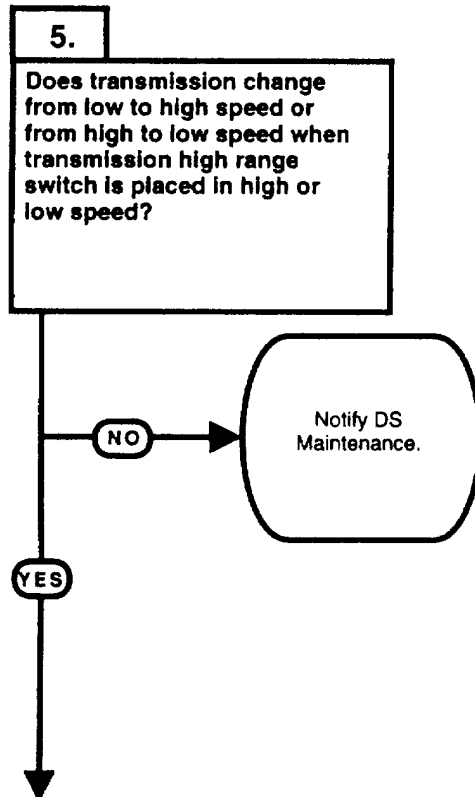 5.
Does transmission change
from low to high speed or
from high to low speed when
transmission high range
switch is placed in high or
low speed?
NO
Notify DS
Maintenance.
YES